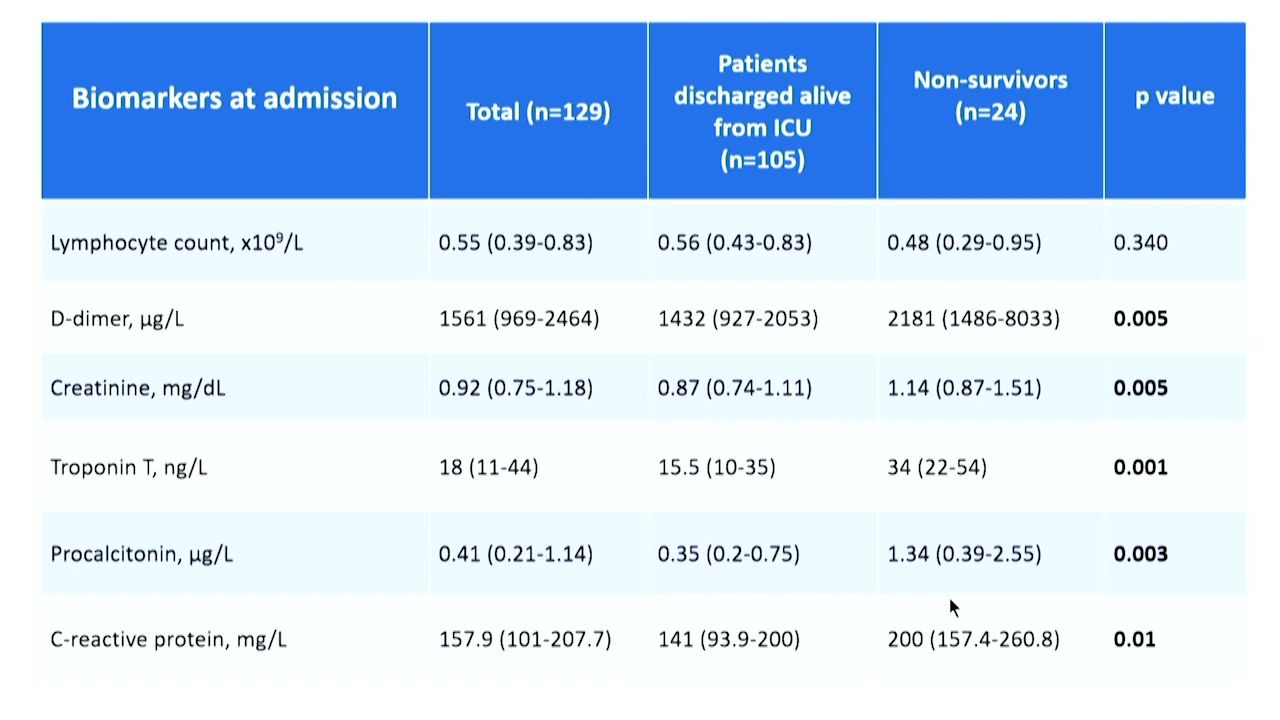 Biomarkers at admission
Total (n=129)
Patients
discharged alive
from ICU
(n=105)
Non-survivors
(n=24)
p value
Lymphocyte count, x10⁹/L 0.55 (0.39-0.83) 0.56 (0.43-0.83) 0.48 (0.29-0.95) 0.340
D-dimer, µg/L 1561 (969-2464) 1432 (927-2053) 2181 (1486-8033) 0.005
Creatinine, mg/dL 0.92 (0.75-1.18) 0.87 (0.74-1.11) 1.14 (0.87-1.51) 0.005
Troponin T, ng/L 18 (11-44) 15.5 (10-35) 34 (22-54) 0.001
Procalcitonin, µg/L 0.41 (0.21-1.14) 0.35 (0.2-0.75) 1.34 (0.39-2.55) 0.003
C-reactive protein, mg/L 157.9 (101-207.7) 141 (93.9-200) 200 (157.4-260.8) 0.01